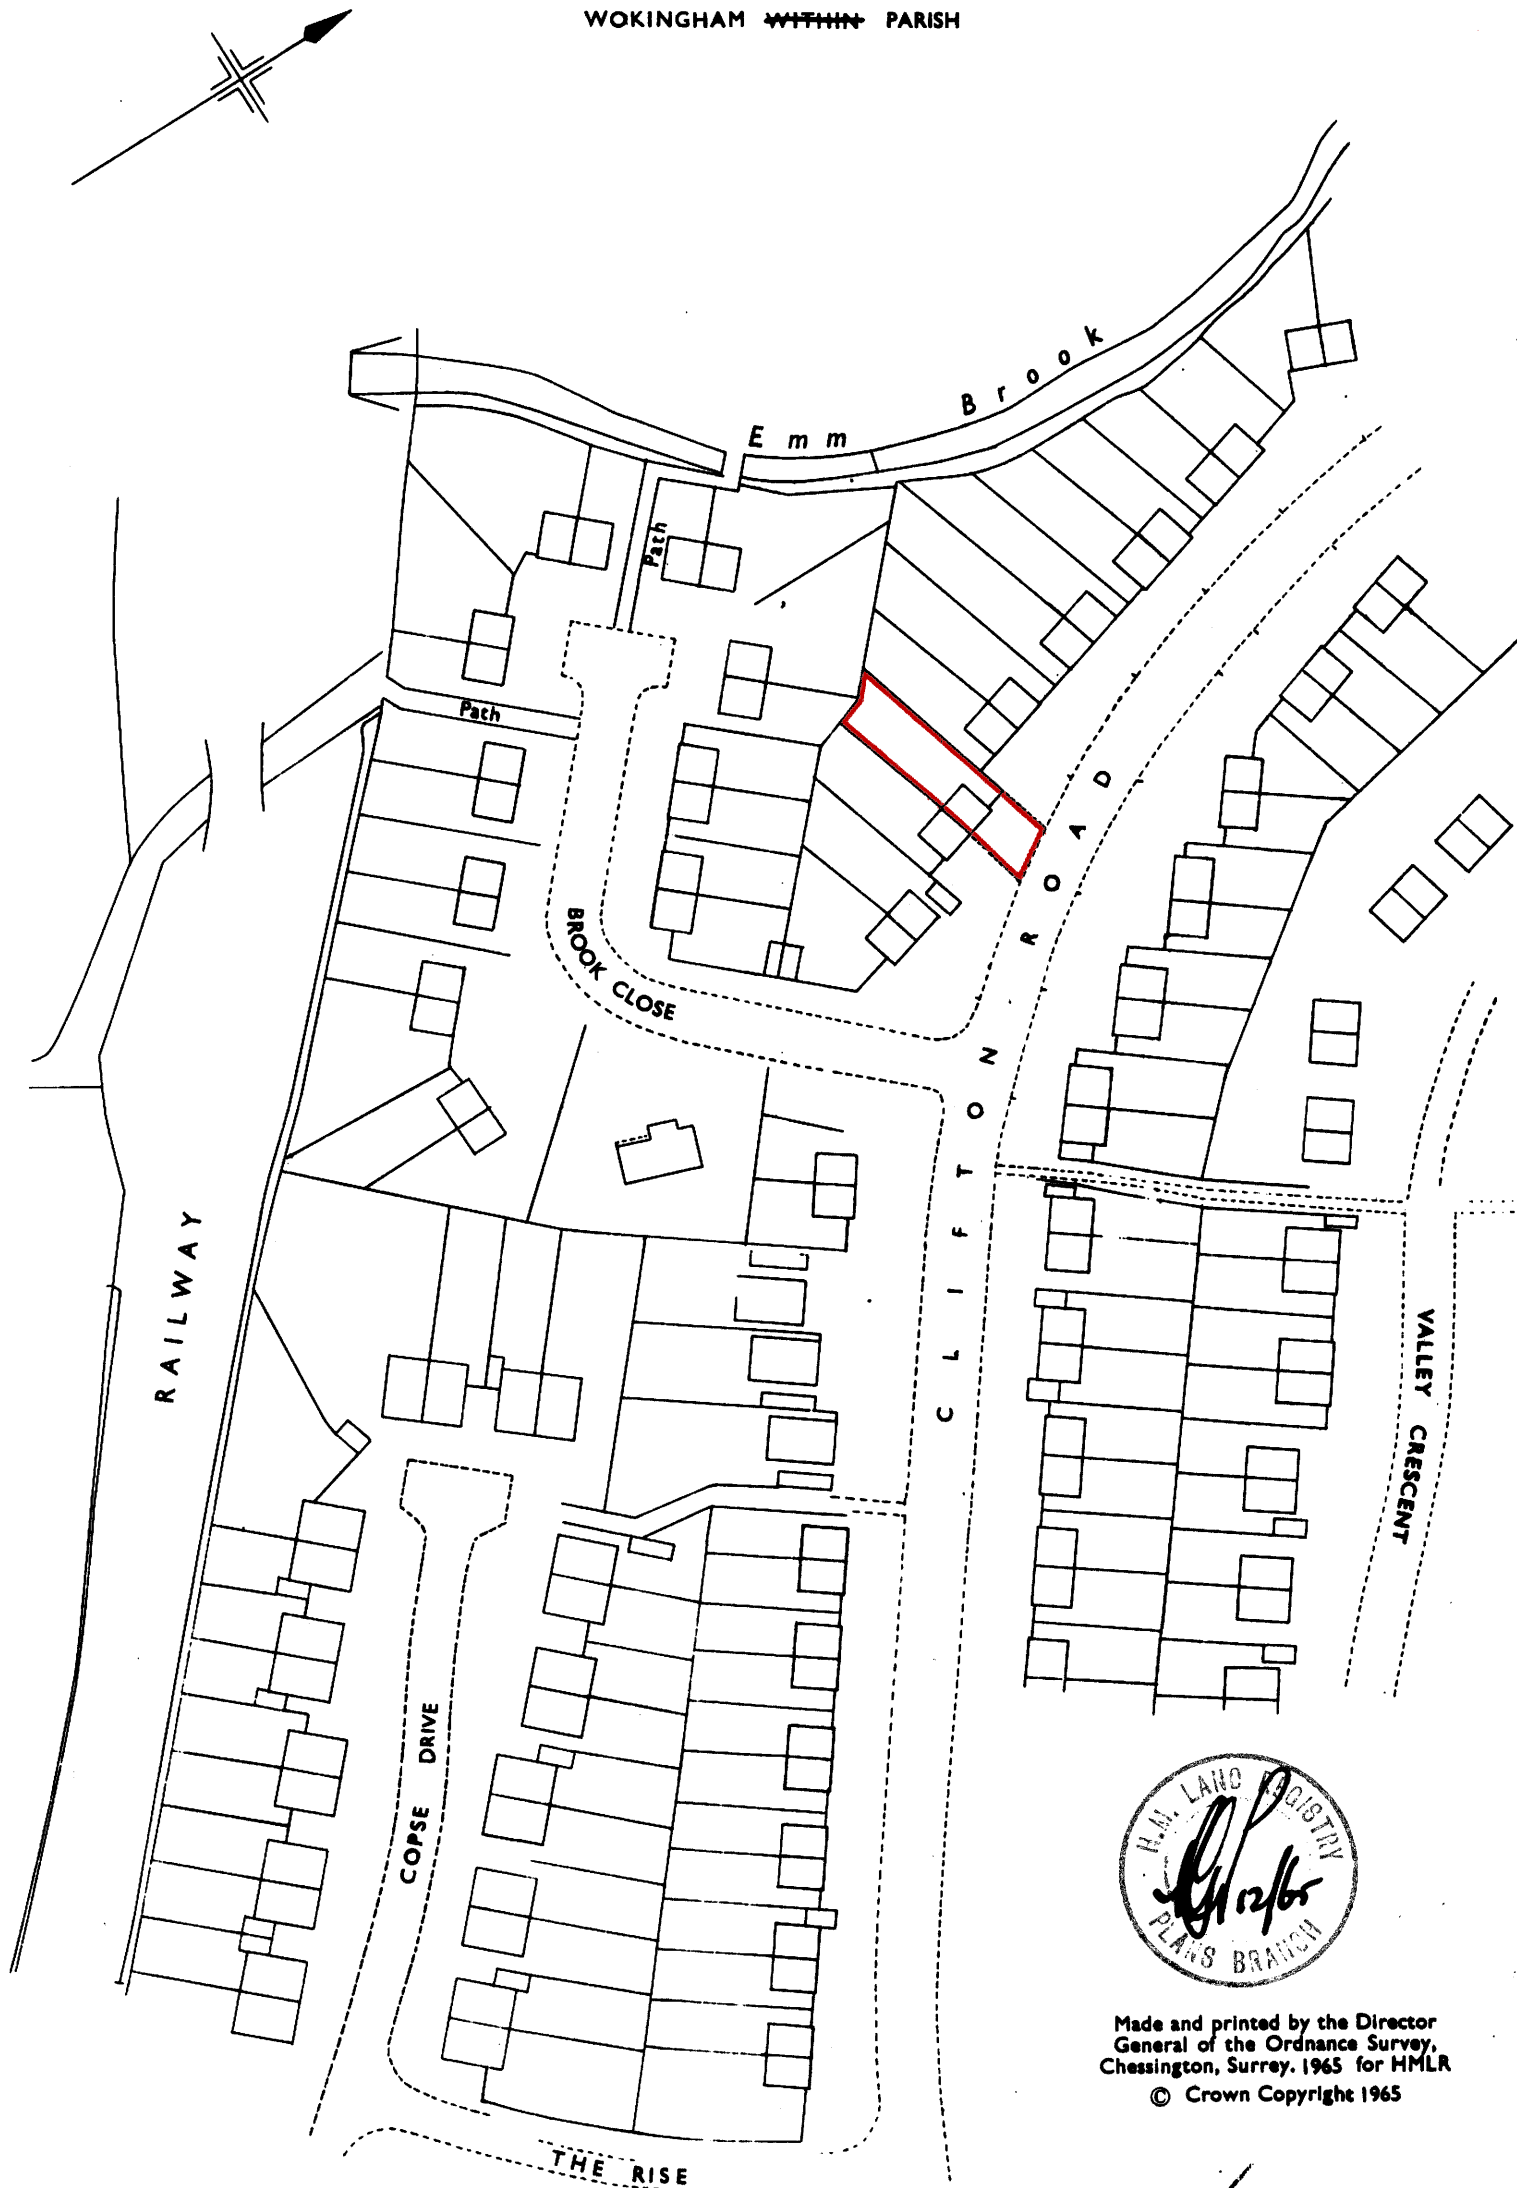 WOKINGHAM WITHIN PARISH
Emm Brook
Path
Path
BROOK CLOSE
CLIFTON ROAD
RAILWAY
VALLEY CRESCENT
COPSE DRIVE
THE RISE
H.M. LAND REGISTRY
12/65
PLANS BRANCH
Made and printed by the Director
General of the Ordnance Survey,
Chessington, Surrey. 1965 for HMLR
© Crown Copyright 1965